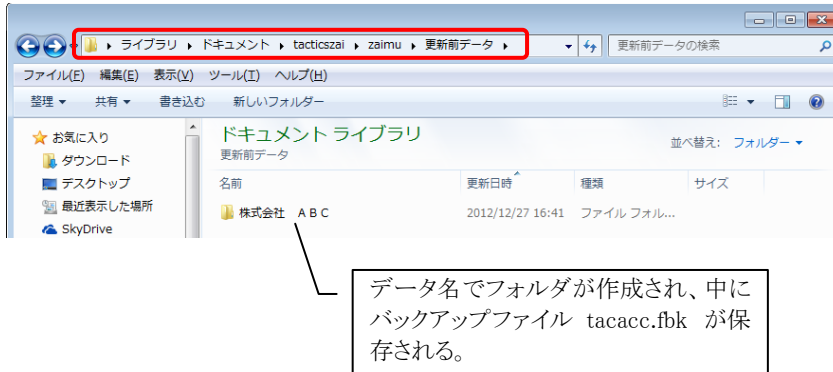 ライブラリ ▸ ドキュメント ▸ tacticszai ▸ zaimu ▸ 更新前データ ▸
更新前データの検索
ファイル(F) 編集(E) 表示(V) ツール(T) ヘルプ(H)
整理 ▼ 共有 ▼ 書き込む 新しいフォルダー
お気に入り
ダウンロード
デスクトップ
最近表示した場所
SkyDrive
ドキュメント ライブラリ
更新前データ
並べ替え: フォルダー ▼
名前 更新日時 種類 サイズ
株式会社 ＡＢＣ 2012/12/27 16:41 ファイル フォル...
データ名でフォルダが作成され、中に
バックアップファイル tacacc.fbk が保
存される。